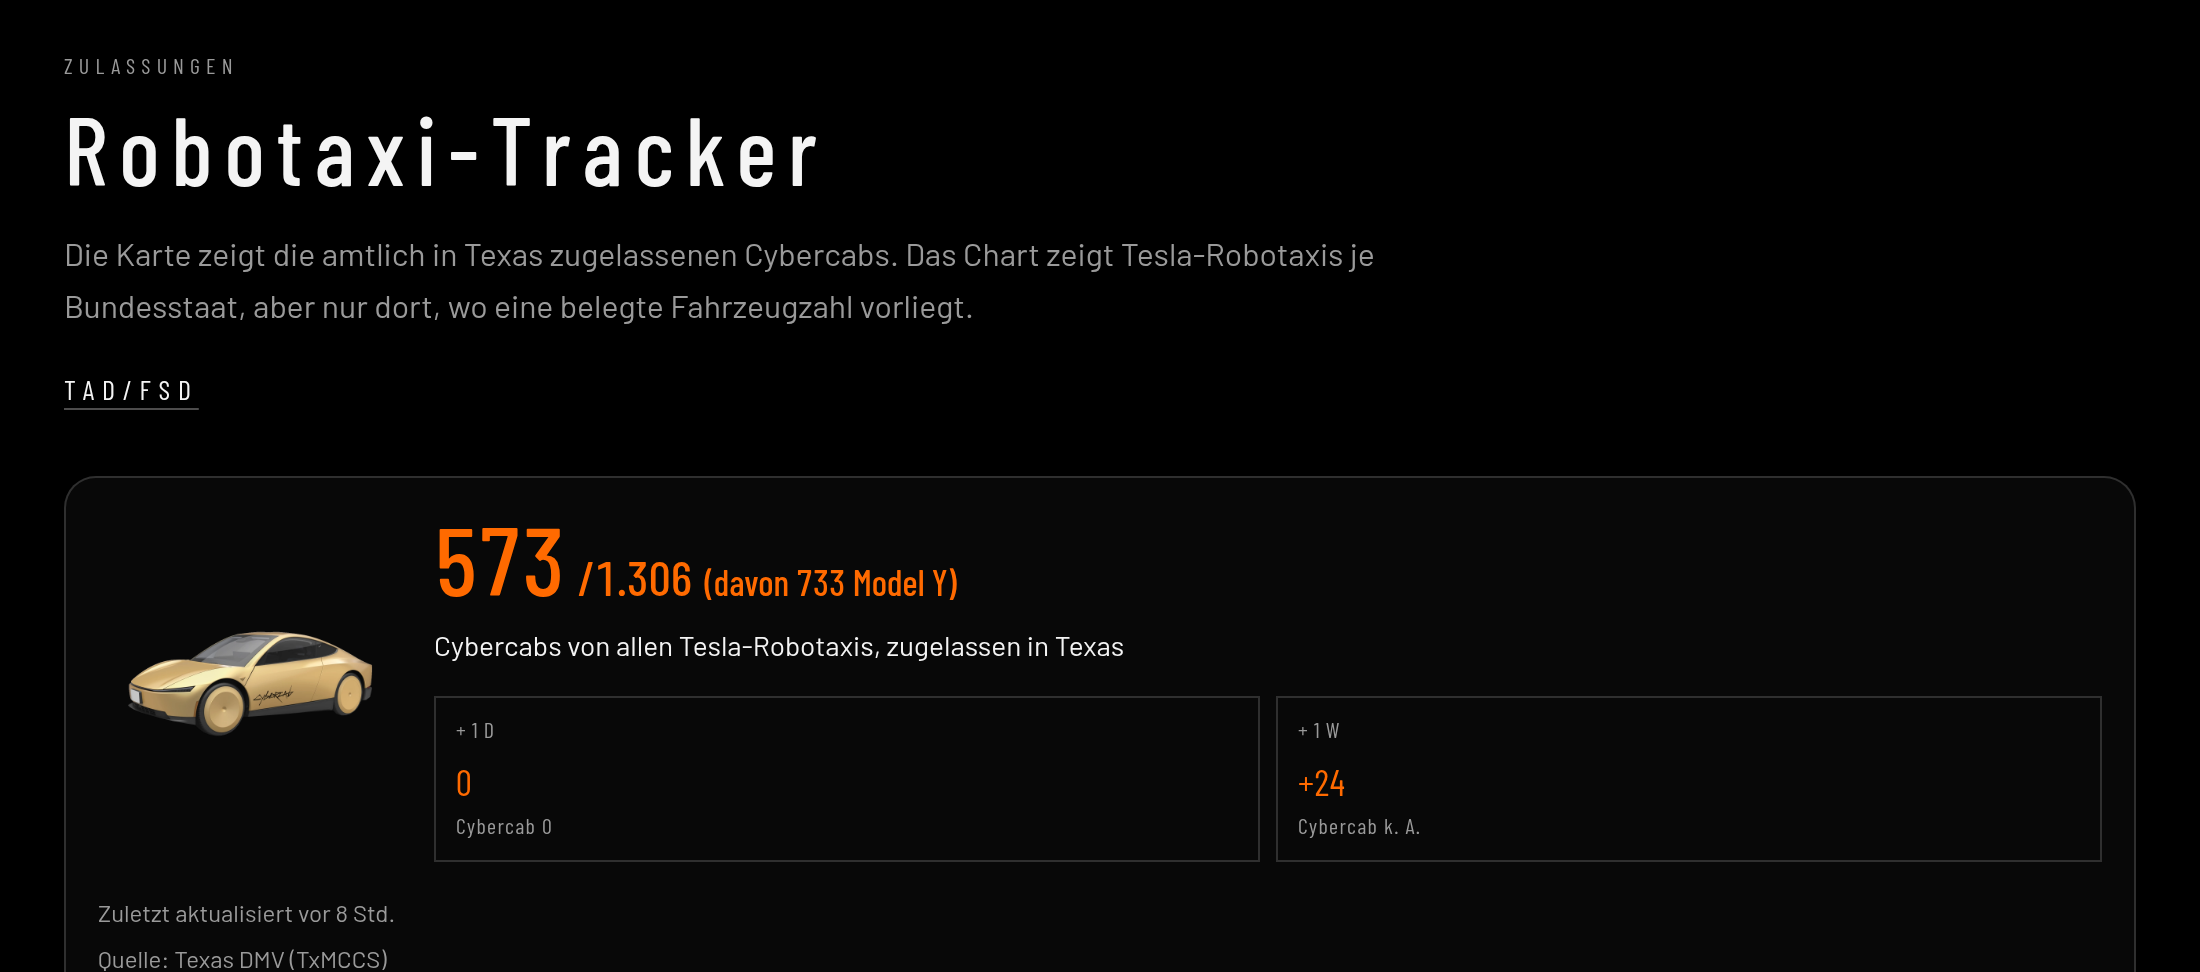 ZULASSUNGEN
Robotaxi-Tracker
Die Karte zeigt die amtlich in Texas zugelassenen Cybercabs. Das Chart zeigt Tesla-Robotaxis je
Bundesstaat, aber nur dort, wo eine belegte Fahrzeugzahl vorliegt.
TAD/FSD
573 /1.306 (davon 733 Model Y)
Cybercabs von allen Tesla-Robotaxis, zugelassen in Texas
+ 1 D
0
Cybercab 0
+ 1 W
+24
Cybercab k. A.
CYBERCAB
Zuletzt aktualisiert vor 8 Std.
Quelle: Texas DMV (TxMCCS)